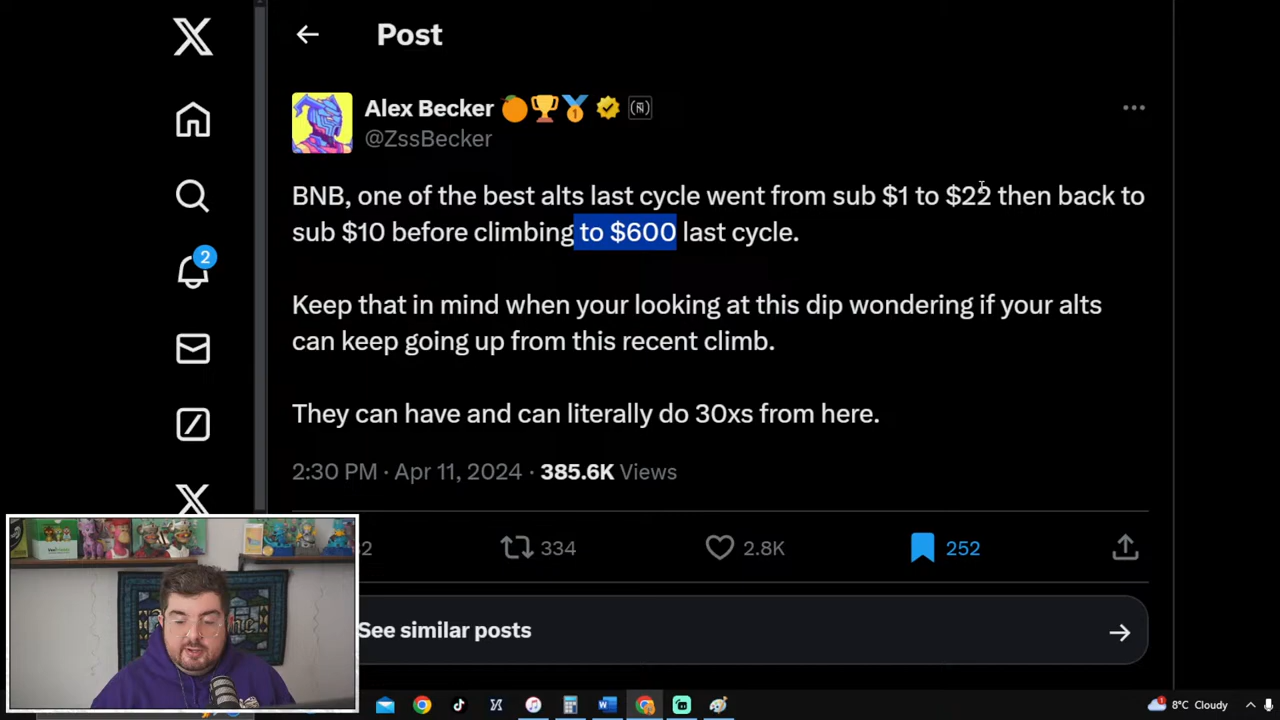 Post
Alex Becker 🍊🏆🥇
@ZssBecker
BNB, one of the best alts last cycle went from sub $1 to $22 then back to
sub $10 before climbing to $600 last cycle.
Keep that in mind when your looking at this dip wondering if your alts
can keep going up from this recent climb.
They can have and can literally do 30xs from here.
2:30 PM · Apr 11, 2024 · 385.6K Views
2
334
2.8K
252
See similar posts
2
8°C Cloudy